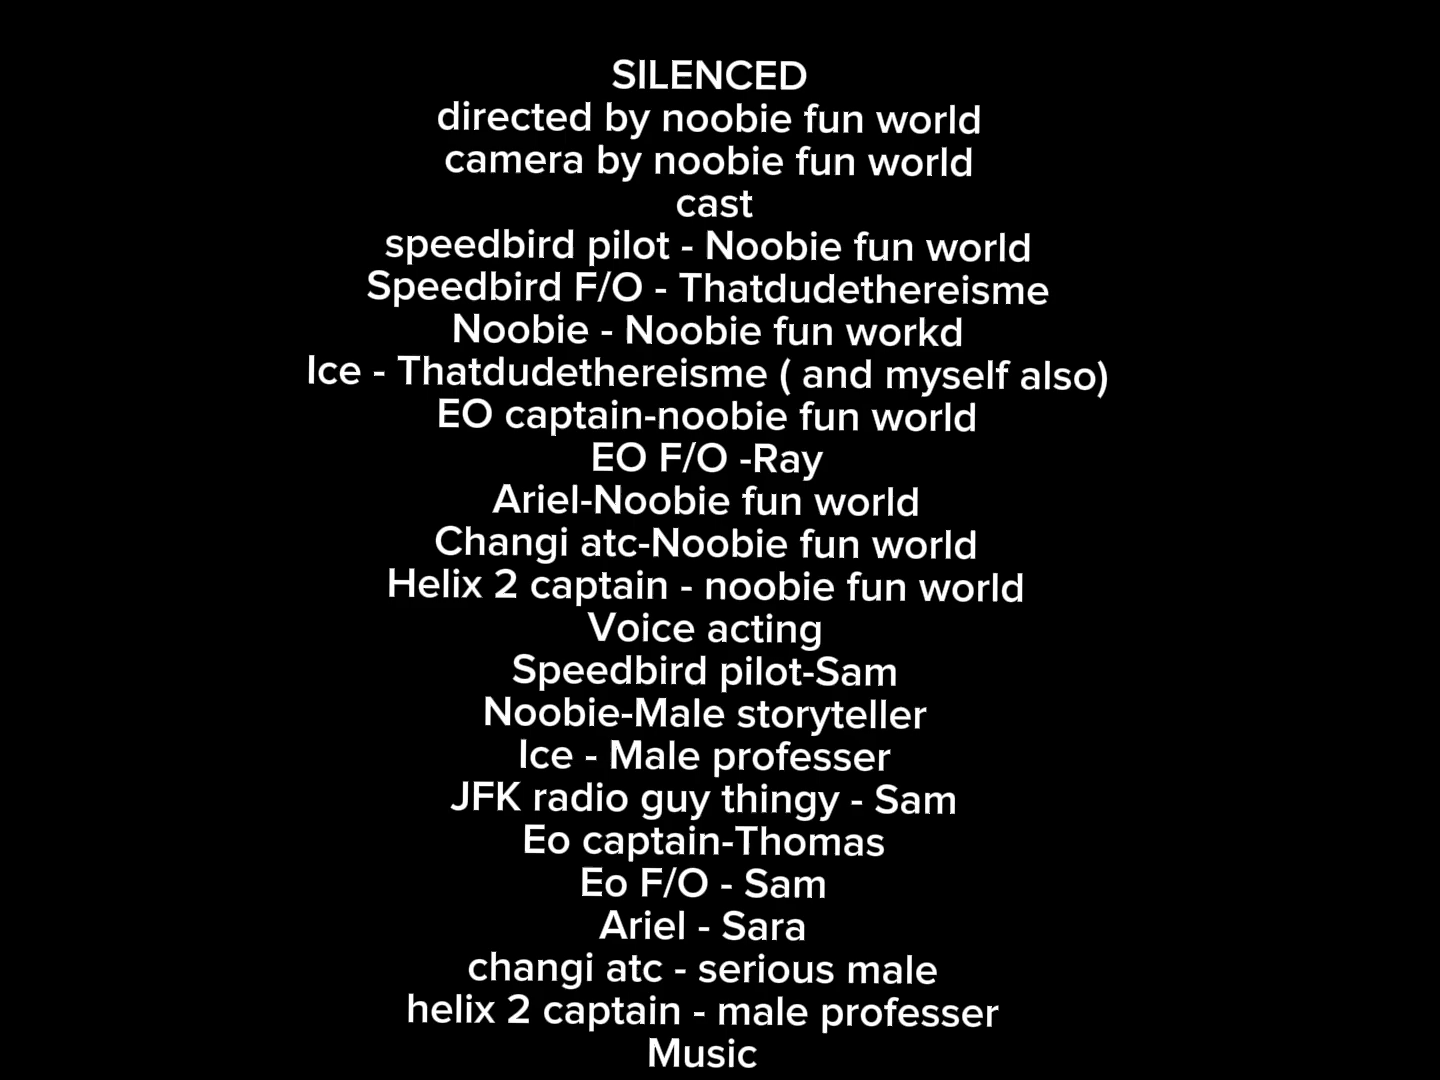 SILENCED
directed by noobie fun world
camera by noobie fun world
cast
speedbird pilot - Noobie fun world
Speedbird F/O - Thatdudethereisme
Noobie - Noobie fun workd
Ice - Thatdudethereisme ( and myself also)
EO captain-noobie fun world
EO F/O -Ray
Ariel-Noobie fun world
Changi atc-Noobie fun world
Helix 2 captain - noobie fun world
Voice acting
Speedbird pilot-Sam
Noobie-Male storyteller
Ice - Male professer
JFK radio guy thingy - Sam
Eo captain-Thomas
Eo F/O - Sam
Ariel - Sara
changi atc - serious male
helix 2 captain - male professer
Music